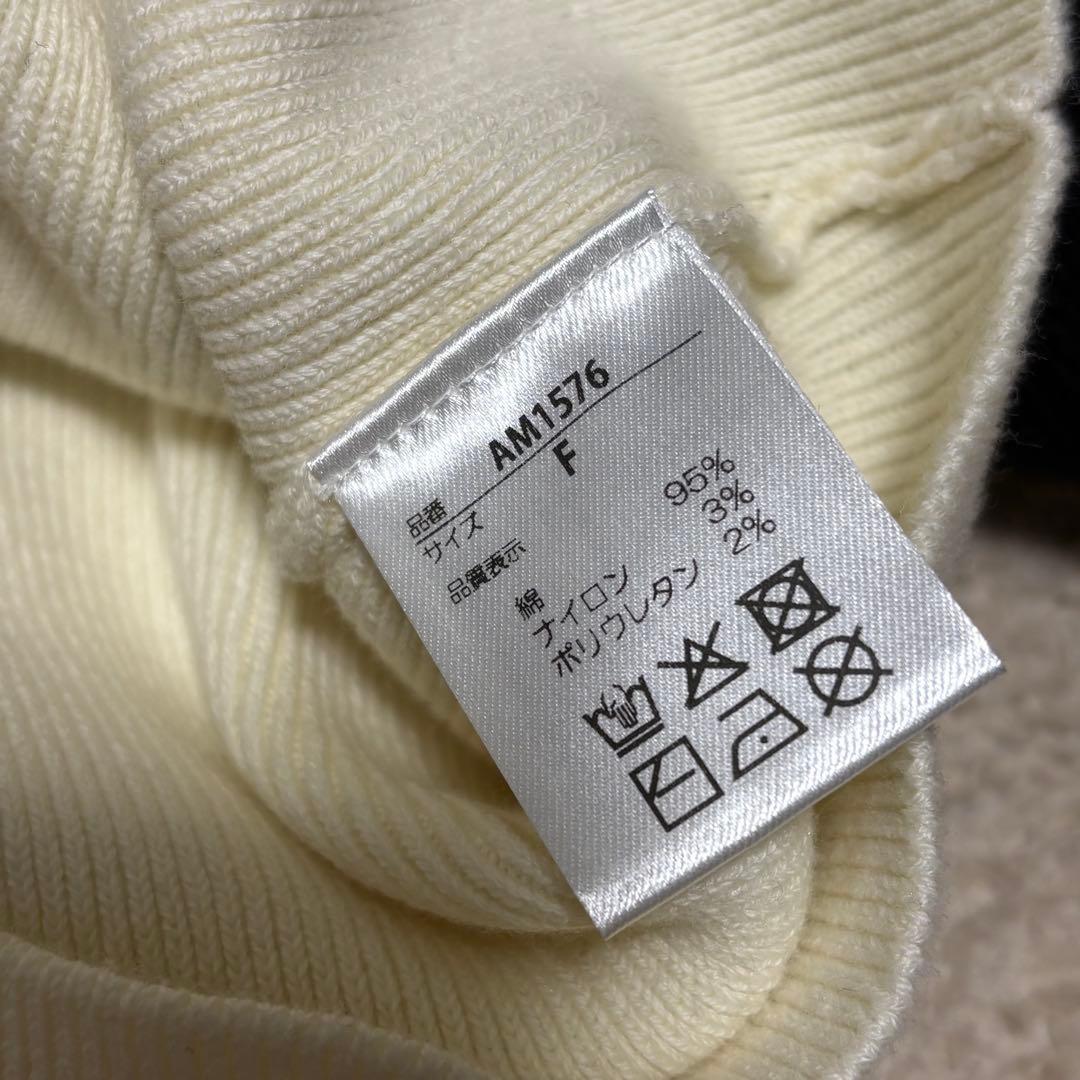 品番 AM1576
サイズ F
品質表示
綿 95%
ナイロン 3%
ポリウレタン 2%